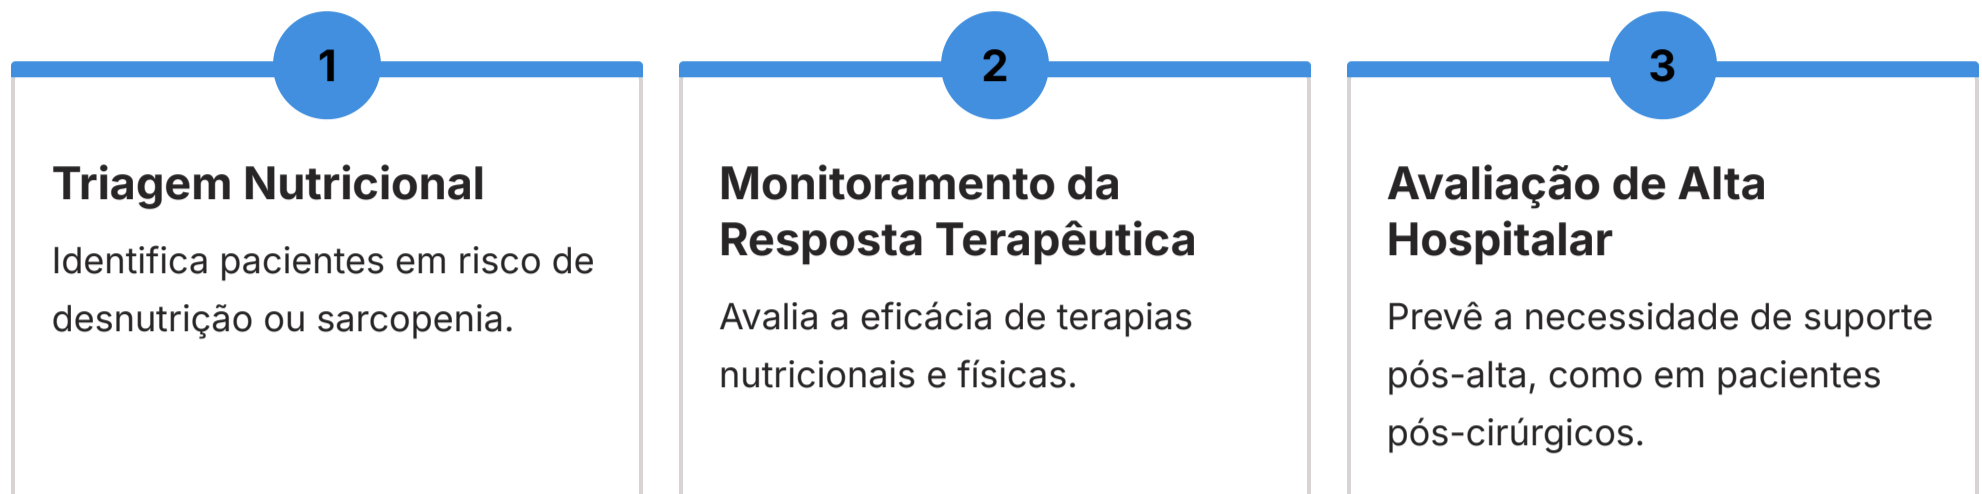 1
Triagem Nutricional
Identifica pacientes em risco de
desnutrição ou sarcopenia.
2
Monitoramento da
Resposta Terapêutica
Avalia a eficácia de terapias
nutricionais e físicas.
3
Avaliação de Alta
Hospitalar
Prevê a necessidade de suporte
pós-alta, como em pacientes
pós-cirúrgicos.